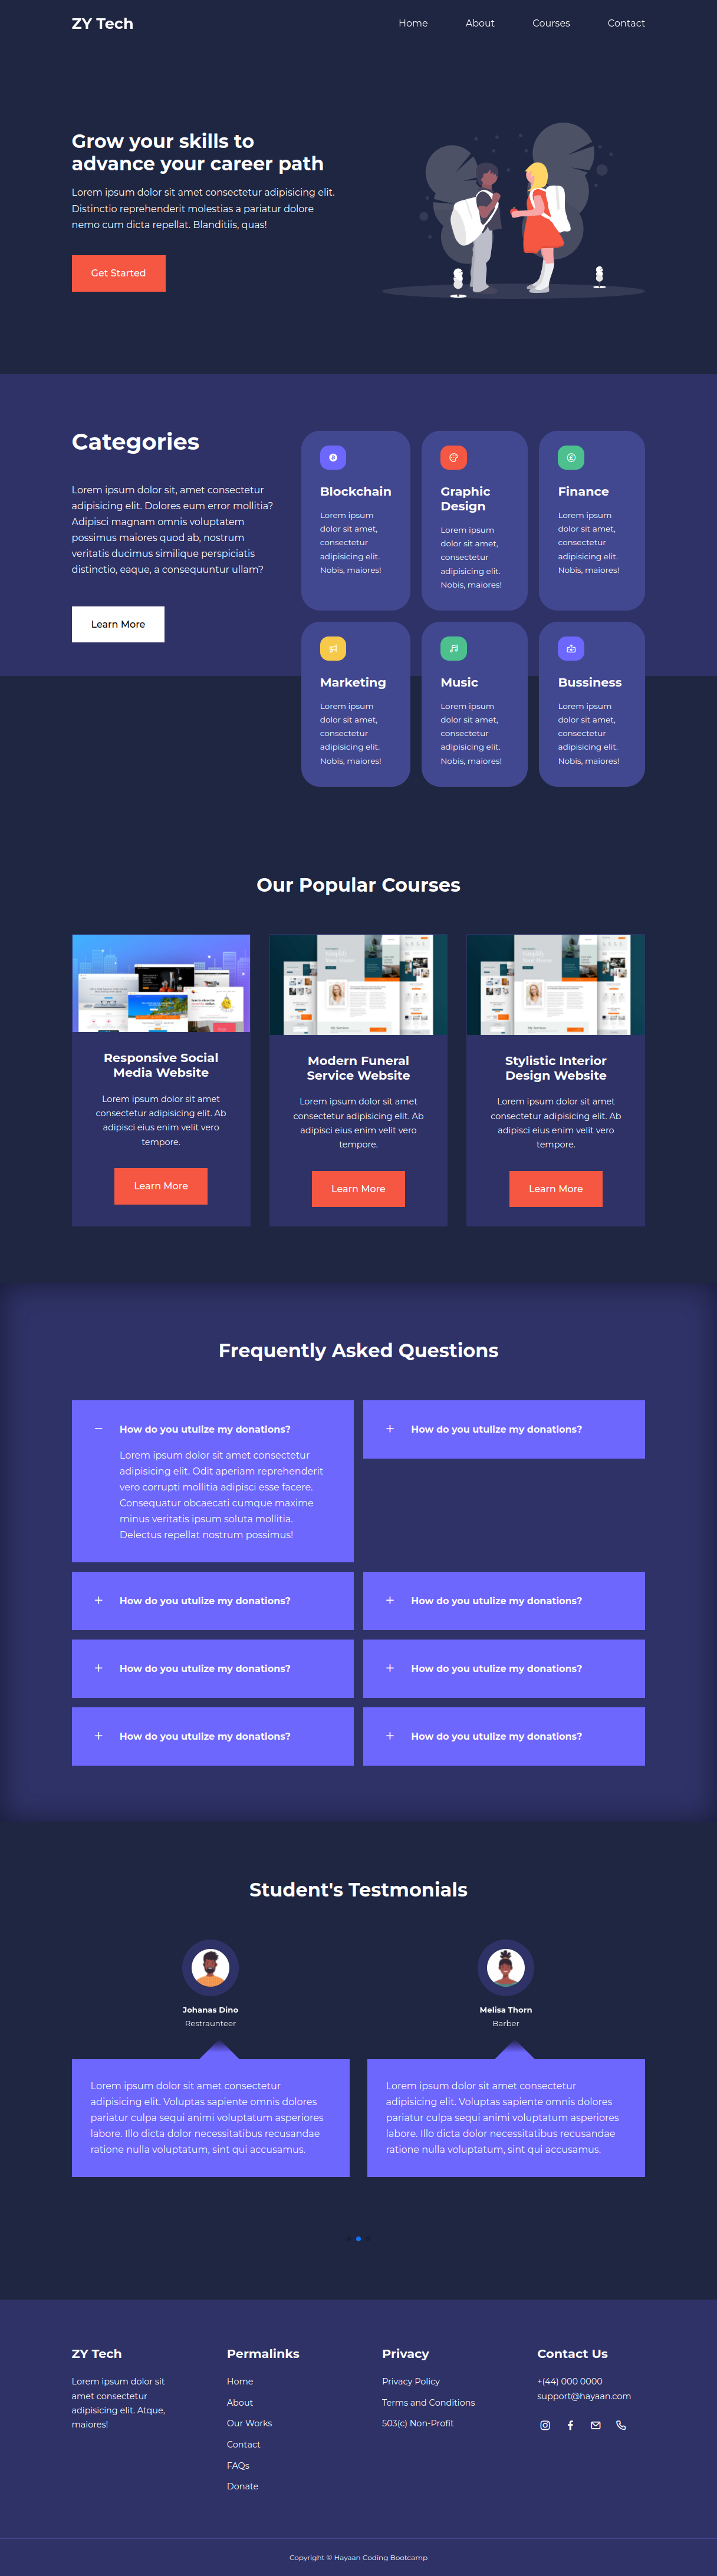 ZY Tech
Home
About
Courses
Contact
Grow your skills to
advance your career path
Lorem ipsum dolor sit amet consectetur adipisicing elit.
Distinctio reprehenderit molestias a pariatur dolore
nemo cum dicta repellat. Blanditiis, quas!
Get Started
Categories
Lorem ipsum dolor sit, amet consectetur
adipisicing elit. Dolores eum error mollitia?
Adipisci magnam omnis voluptatem
possimus maiores quod ab, nostrum
veritatis ducimus similique perspiciatis
distinctio, eaque, a consequuntur ullam?
Learn More
Blockchain
Lorem ipsum
dolor sit amet,
consectetur
adipisicing elit.
Nobis, maiores!
Graphic
Design
Lorem ipsum
dolor sit amet,
consectetur
adipisicing elit.
Nobis, maiores!
Finance
Lorem ipsum
dolor sit amet,
consectetur
adipisicing elit.
Nobis, maiores!
Marketing
Lorem ipsum
dolor sit amet,
consectetur
adipisicing elit.
Nobis, maiores!
Music
Lorem ipsum
dolor sit amet,
consectetur
adipisicing elit.
Nobis, maiores!
Bussiness
Lorem ipsum
dolor sit amet,
consectetur
adipisicing elit.
Nobis, maiores!
Our Popular Courses
Responsive Social
Media Website
Lorem ipsum dolor sit amet
consectetur adipisicing elit. Ab
adipisci eius enim velit vero
tempore.
Learn More
Modern Funeral
Service Website
Lorem ipsum dolor sit amet
consectetur adipisicing elit. Ab
adipisci eius enim velit vero
tempore.
Learn More
Stylistic Interior
Design Website
Lorem ipsum dolor sit amet
consectetur adipisicing elit. Ab
adipisci eius enim velit vero
tempore.
Learn More
Frequently Asked Questions
How do you utulize my donations?
Lorem ipsum dolor sit amet consectetur
adipisicing elit. Odit aperiam reprehenderit
vero corrupti mollitia adipisci esse facere.
Consequatur obcaecati cumque maxime
minus veritatis ipsum soluta mollitia.
Delectus repellat nostrum possimus!
How do you utulize my donations?
How do you utulize my donations?
How do you utulize my donations?
How do you utulize my donations?
How do you utulize my donations?
How do you utulize my donations?
How do you utulize my donations?
Student's Testmonials
Johanas Dino
Restraunteer
Lorem ipsum dolor sit amet consectetur
adipisicing elit. Voluptas sapiente omnis dolores
pariatur culpa sequi animi voluptatum asperiores
labore. Illo dicta dolor necessitatibus recusandae
ratione nulla voluptatum, sint qui accusamus.
Melisa Thorn
Barber
Lorem ipsum dolor sit amet consectetur
adipisicing elit. Voluptas sapiente omnis dolores
pariatur culpa sequi animi voluptatum asperiores
labore. Illo dicta dolor necessitatibus recusandae
ratione nulla voluptatum, sint qui accusamus.
ZY Tech
Lorem ipsum dolor sit
amet consectetur
adipisicing elit. Atque,
maiores!
Permalinks
Home
About
Our Works
Contact
FAQs
Donate
Privacy
Privacy Policy
Terms and Conditions
503(c) Non-Profit
Contact Us
+(44) 000 0000
support@hayaan.com
Copyright © Hayaan Coding Bootcamp